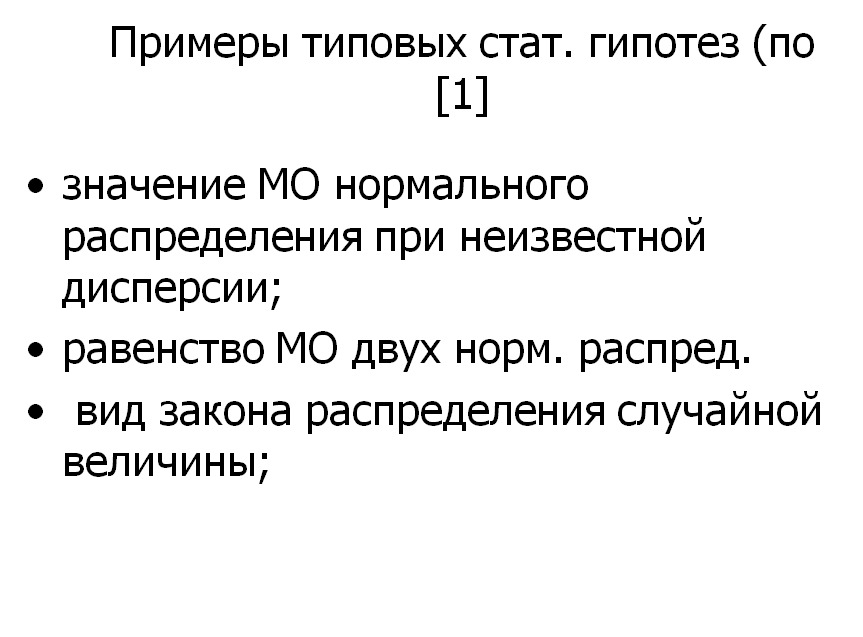 Примеры типовых стат. гипотез (по
[1]
• значение МО нормального
распределения при неизвестной
дисперсии;
• равенство МО двух норм. распред.
• вид закона распределения случайной
величины;